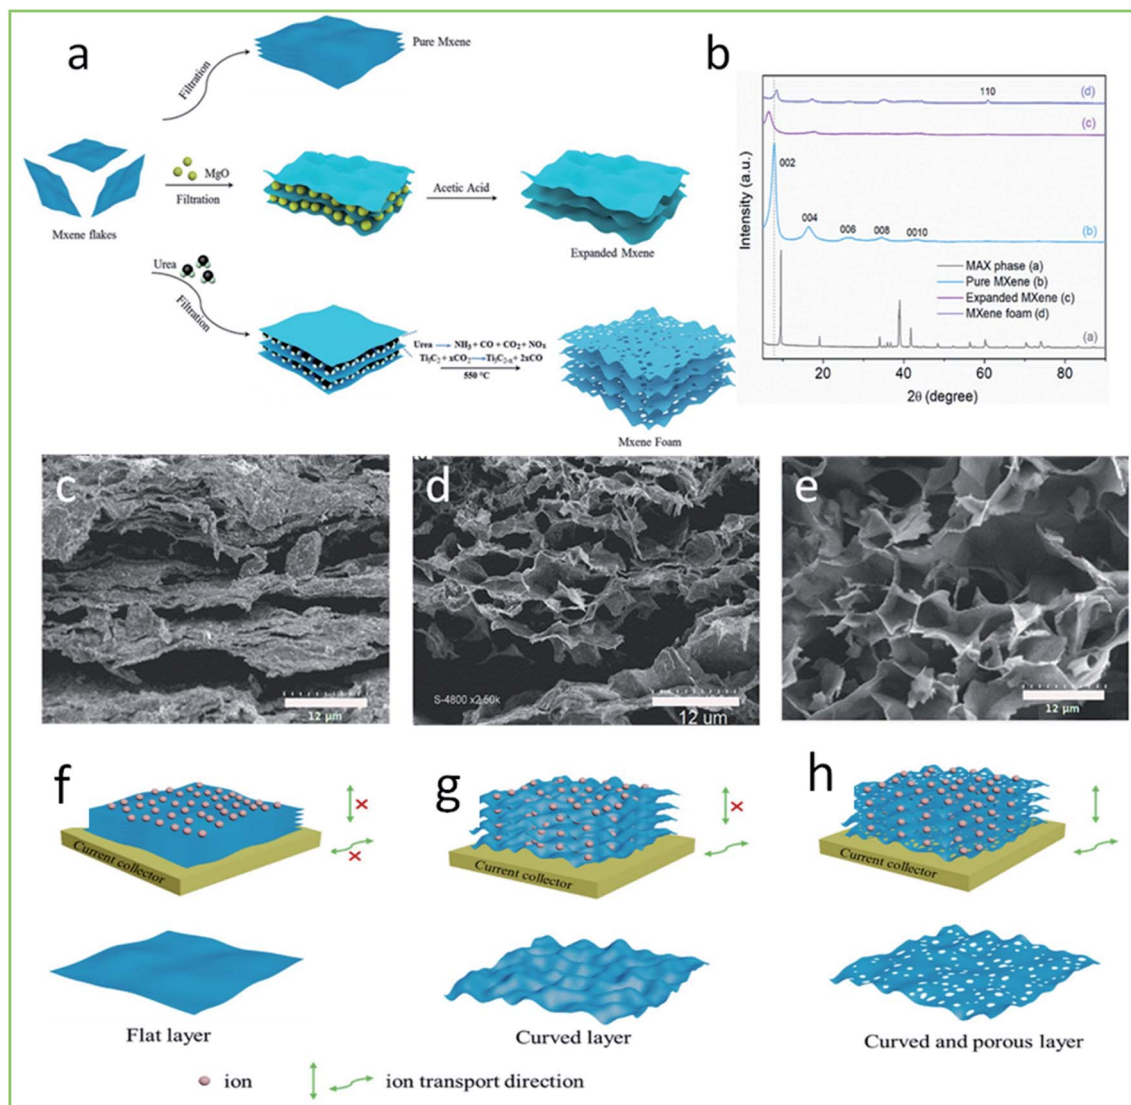 a
Pure Mxene
Filtration
MgO
Filtration
Acetic Acid
Mxene flakes
Expanded Mxene
Urea
Filtration
Urea → NH₃ + CO + CO₂ + NOₓ
Ti₃C₂ + xCO₂ → Ti₃C₂₋ₓ + 2xCO
550 °C
Mxene Foam
b
Intensity (a.u.)
110
(d)
(c)
002
004
006
008
0010
(b)
MAX phase (a)
Pure MXene (b)
Expanded MXene (c)
MXene foam (d)
(a)
20
40
60
80
2θ (degree)
c
12 µm
d
S-4800 x2.50k
12 um
e
12 µm
f
Current collector
Flat layer
g
Current collector
Curved layer
h
Current collector
Curved and porous layer
ion
ion transport direction